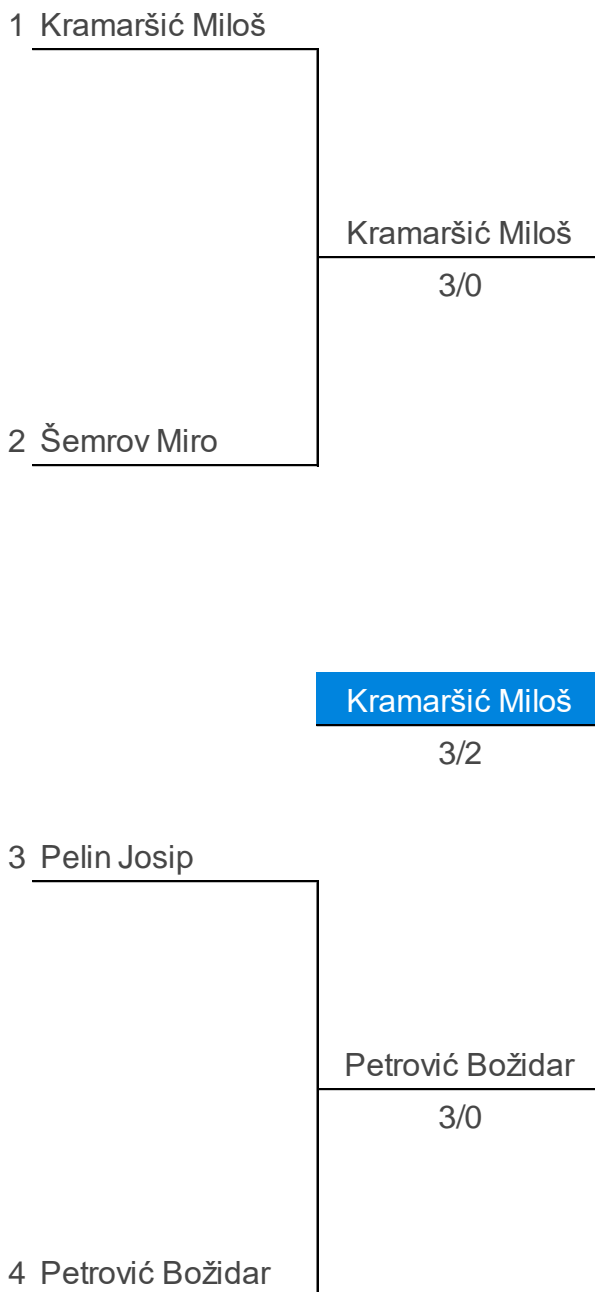 1 Kramaršić Miloš
Kramaršić Miloš
3/0
2 Šemrov Miro
Kramaršić Miloš
3/2
3 Pelin Josip
Petrović Božidar
3/0
4 Petrović Božidar